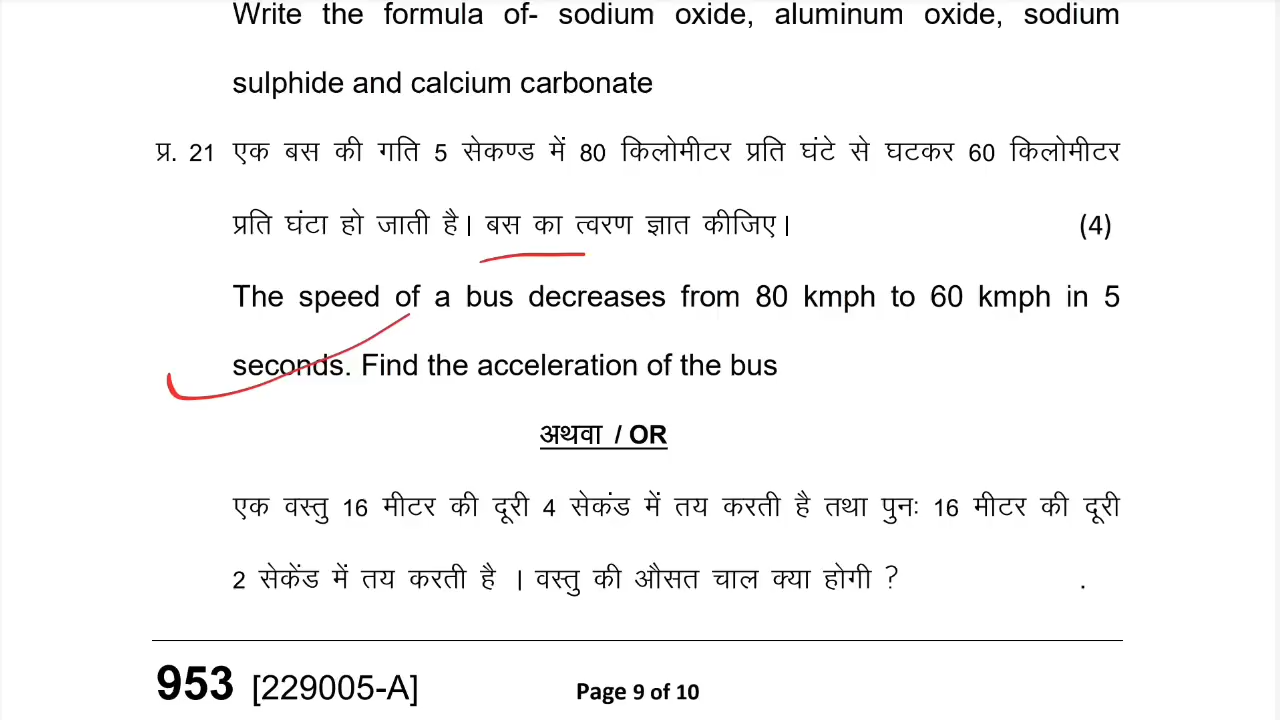 Write the formula of- sodium oxide, aluminum oxide, sodium
sulphide and calcium carbonate
प्र. 21 एक बस की गति 5 सेकण्ड में 80 किलोमीटर प्रति घंटे से घटकर 60 किलोमीटर
प्रति घंटा हो जाती है। बस का त्वरण ज्ञात कीजिए। (4)
The speed of a bus decreases from 80 kmph to 60 kmph in 5
seconds. Find the acceleration of the bus
अथवा / OR
एक वस्तु 16 मीटर की दूरी 4 सेकंड में तय करती है तथा पुनः 16 मीटर की दूरी
2 सेकेंड में तय करती है । वस्तु की औसत चाल क्या होगी ? .
953 [229005-A] Page 9 of 10